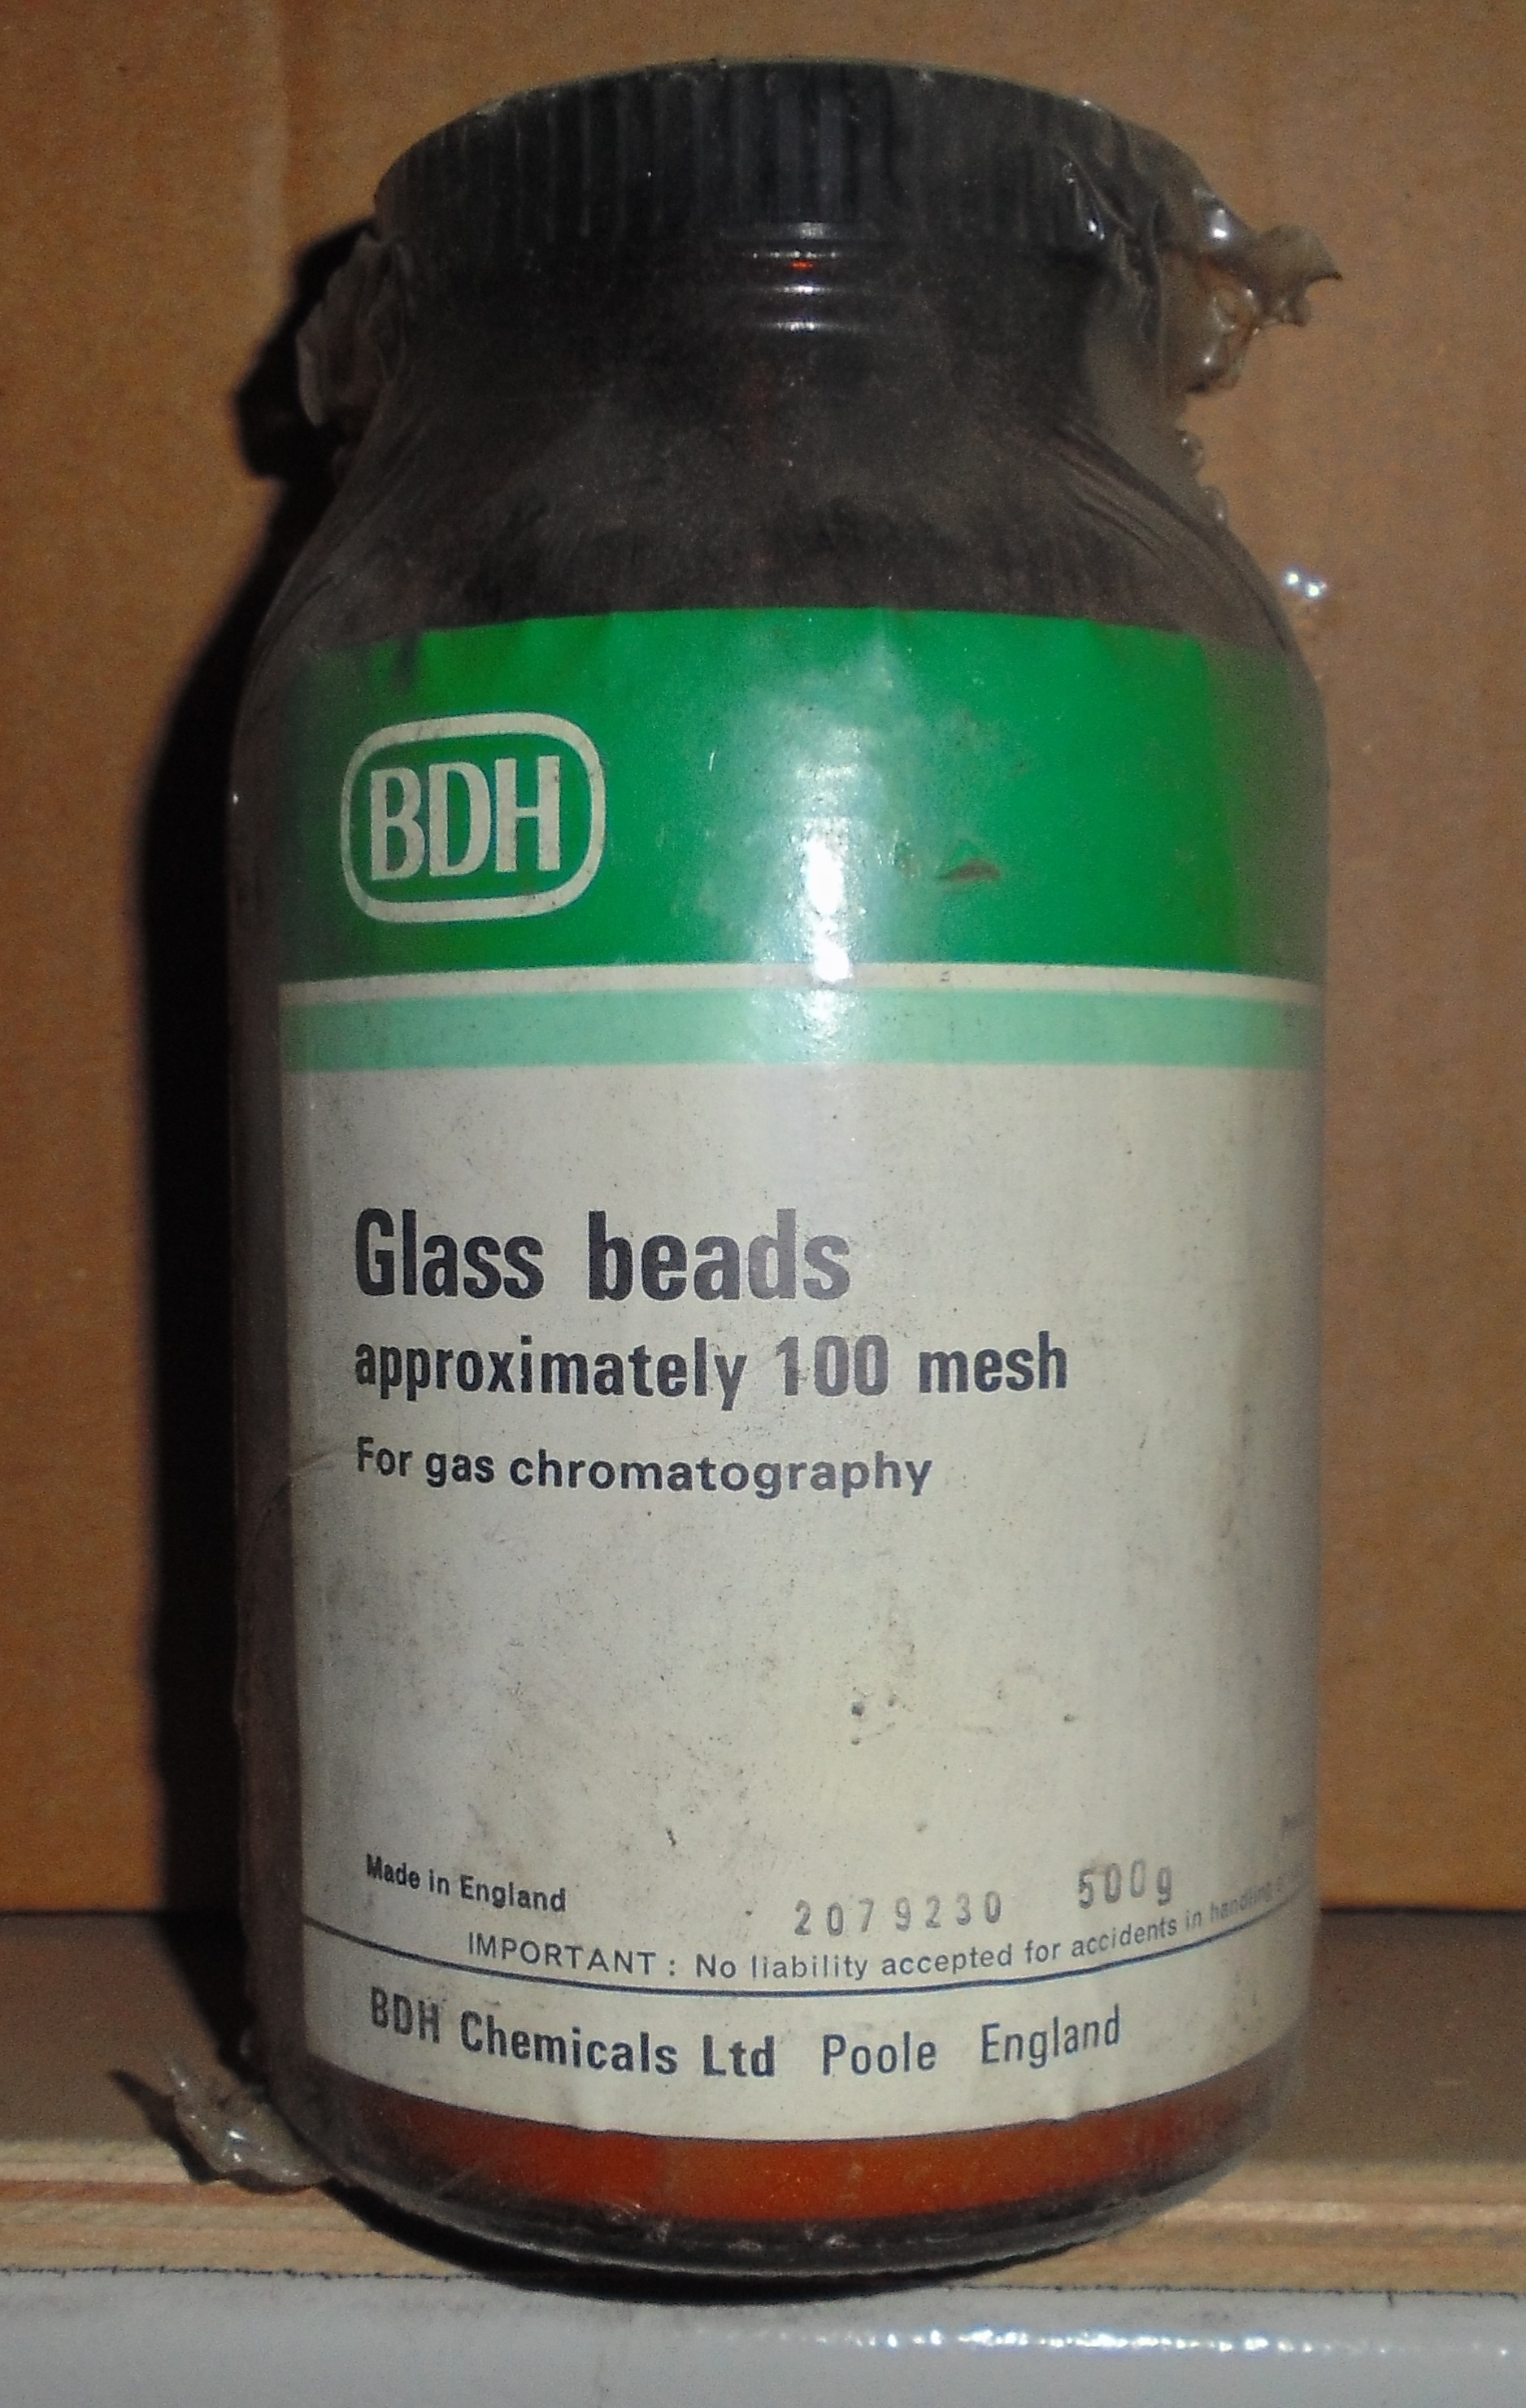 BDH
Glass beads
approximately 100 mesh
For gas chromatography
Made in England
2079230 500g
IMPORTANT : No liability accepted for accidents in handling
BDH Chemicals Ltd Poole England